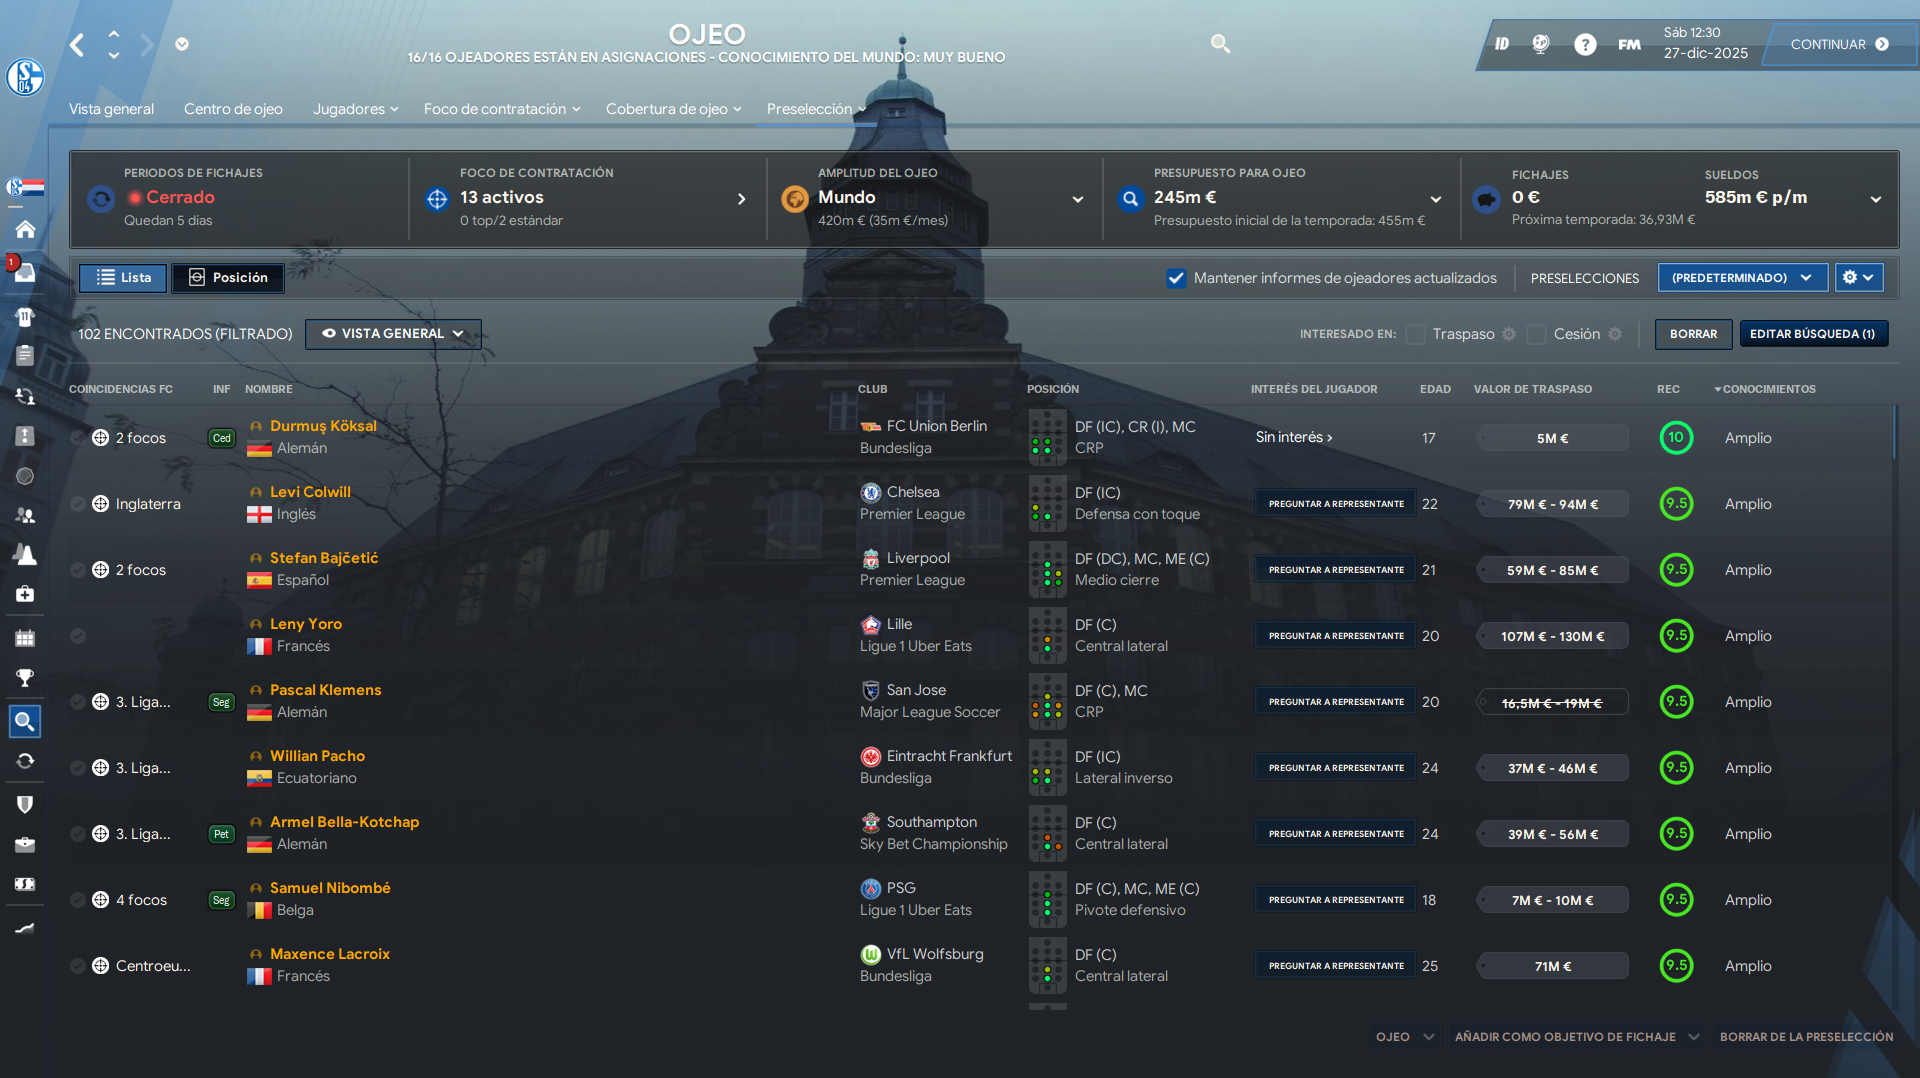 OJEO
16/16 OJEADORES ESTÁN EN ASIGNACIONES - CONOCIMIENTO DEL MUNDO: MUY BUENO
ID
FM
Sáb 12:30
27-dic-2025
CONTINUAR
Vista general
Centro de ojeo
Jugadores
Foco de contratación
Cobertura de ojeo
Preselección
PERIODOS DE FICHAJES
Cerrado
Quedan 5 días
FOCO DE CONTRATACIÓN
13 activos
0 top/2 estándar
AMPLITUD DEL OJEO
Mundo
420m € (35m €/mes)
PRESUPUESTO PARA OJEO
245m €
Presupuesto inicial de la temporada: 455m €
FICHAJES
0 €
Próxima temporada: 36,93M €
SUELDOS
585m € p/m
1
Lista
Posición
Mantener informes de ojeadores actualizados
PRESELECCIONES
(PREDETERMINADO)
102 ENCONTRADOS (FILTRADO)
VISTA GENERAL
INTERESADO EN:
Traspaso
Cesión
BORRAR
EDITAR BÚSQUEDA (1)
COINCIDENCIAS FC INF NOMBRE CLUB POSICIÓN INTERÉS DEL JUGADOR EDAD VALOR DE TRASPASO REC CONOCIMIENTOS
2 focos Ced Durmuş Köksal FC Union Berlin DF (IC), CR (I), MC Sin interés 17 5M € 10 Amplio
Alemán Bundesliga CRP
Inglaterra Levi Colwill Chelsea DF (IC) PREGUNTAR A REPRESENTANTE 22 79M € - 94M € 9.5 Amplio
Inglés Premier League Defensa con toque
2 focos Stefan Bajčetić Liverpool DF (DC), MC, ME (C) PREGUNTAR A REPRESENTANTE 21 59M € - 85M € 9.5 Amplio
Español Premier League Medio cierre
Leny Yoro Lille DF (C) PREGUNTAR A REPRESENTANTE 20 107M € - 130M € 9.5 Amplio
Francés Ligue 1 Uber Eats Central lateral
3. Liga... Seg Pascal Klemens San Jose DF (C), MC PREGUNTAR A REPRESENTANTE 20 16,5M € - 19M € 9.5 Amplio
Alemán Major League Soccer CRP
3. Liga... Willian Pacho Eintracht Frankfurt DF (IC) PREGUNTAR A REPRESENTANTE 24 37M € - 46M € 9.5 Amplio
Ecuatoriano Bundesliga Lateral inverso
3. Liga... Pet Armel Bella-Kotchap Southampton DF (C) PREGUNTAR A REPRESENTANTE 24 39M € - 56M € 9.5 Amplio
Alemán Sky Bet Championship Central lateral
4 focos Seg Samuel Nibombé PSG DF (C), MC, ME (C) PREGUNTAR A REPRESENTANTE 18 7M € - 10M € 9.5 Amplio
Belga Ligue 1 Uber Eats Pivote defensivo
Centroeu... Maxence Lacroix VfL Wolfsburg DF (C) PREGUNTAR A REPRESENTANTE 25 71M € 9.5 Amplio
Francés Bundesliga Central lateral
OJEO
AÑADIR COMO OBJETIVO DE FICHAJE
BORRAR DE LA PRESELECCIÓN